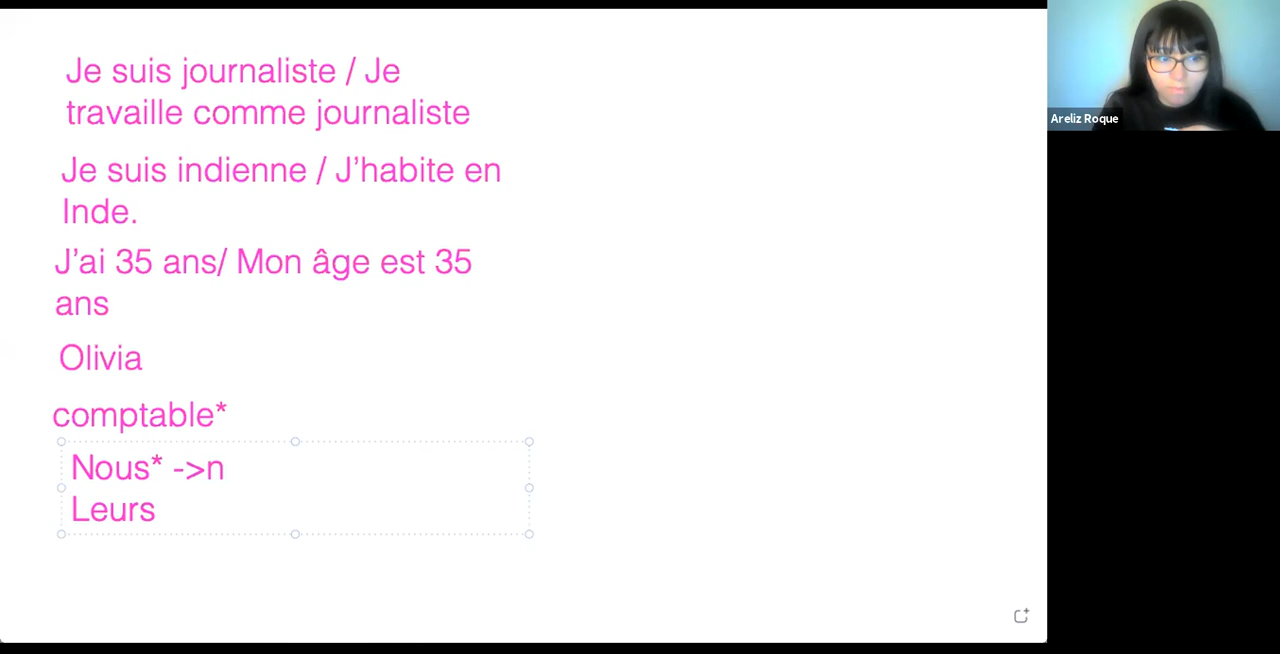 Je suis journaliste / Je
travaille comme journaliste
Je suis indienne / J’habite en
Inde.
J’ai 35 ans/ Mon âge est 35
ans
Olivia
comptable*
Nous* ->n
Leurs
Areliz Roque